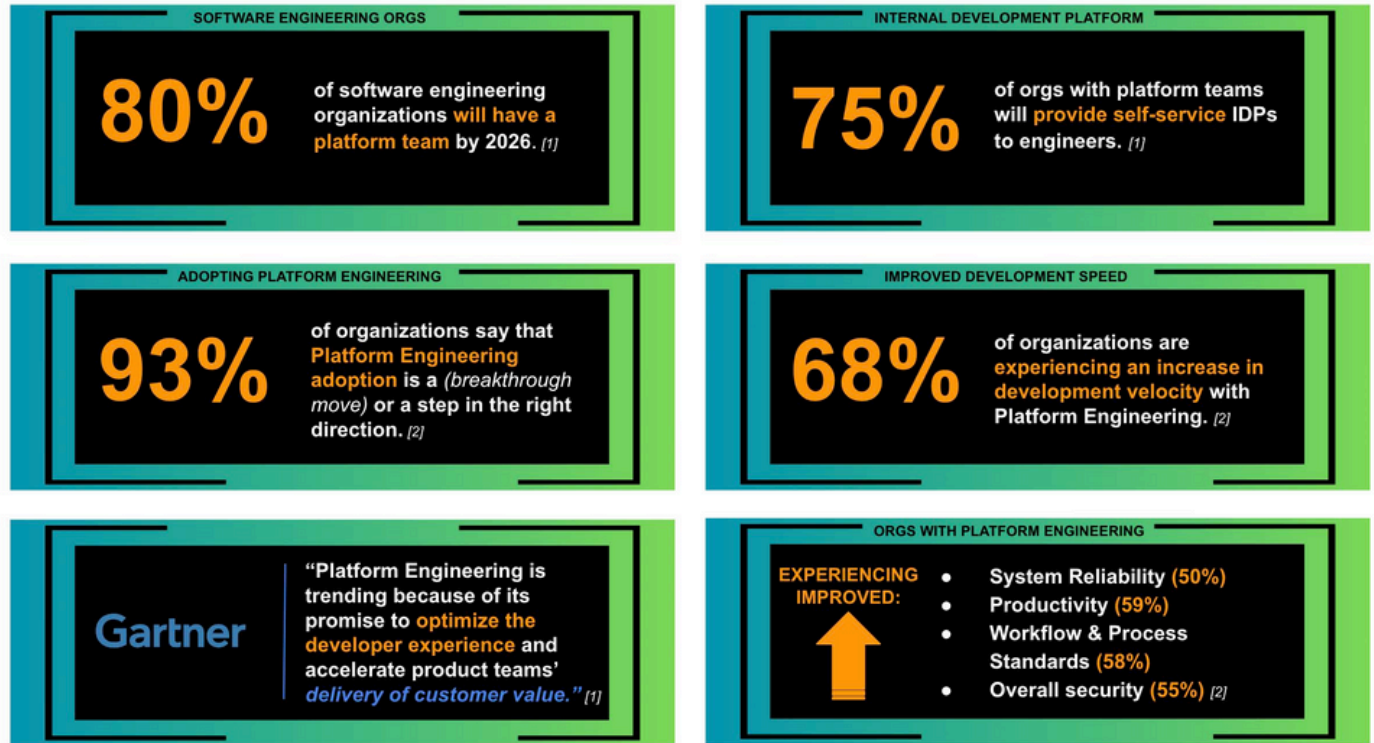 SOFTWARE ENGINEERING ORGS
80%
of software engineering
organizations will have a
platform team by 2026. [1]
INTERNAL DEVELOPMENT PLATFORM
75%
of orgs with platform teams
will provide self-service IDPs
to engineers. [1]
ADOPTING PLATFORM ENGINEERING
93%
of organizations say that
Platform Engineering
adoption is a (breakthrough
move) or a step in the right
direction. [2]
IMPROVED DEVELOPMENT SPEED
68%
of organizations are
experiencing an increase in
development velocity with
Platform Engineering. [2]
Gartner
“Platform Engineering is
trending because of its
promise to optimize the
developer experience and
accelerate product teams’
delivery of customer value.” [1]
ORGS WITH PLATFORM ENGINEERING
EXPERIENCING
IMPROVED:
● System Reliability (50%)
● Productivity (59%)
● Workflow & Process
Standards (58%)
● Overall security (55%) [2]